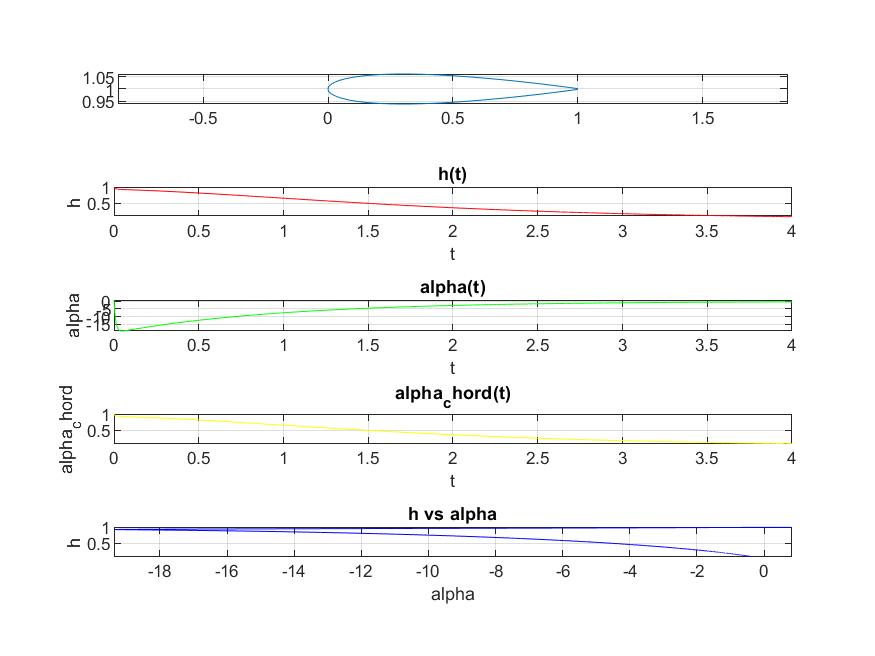 1.05
1
0.95
-0.5 0 0.5 1 1.5
h(t)
1
0.5
h
0 0.5 1 1.5 2 2.5 3 3.5 4
t
alpha(t)
0
-5
-10
-15
alpha
0 0.5 1 1.5 2 2.5 3 3.5 4
t
alpha_chord(t)
1
0.5
alpha_chord
0 0.5 1 1.5 2 2.5 3 3.5 4
t
h vs alpha
1
0.5
h
-18 -16 -14 -12 -10 -8 -6 -4 -2 0
alpha